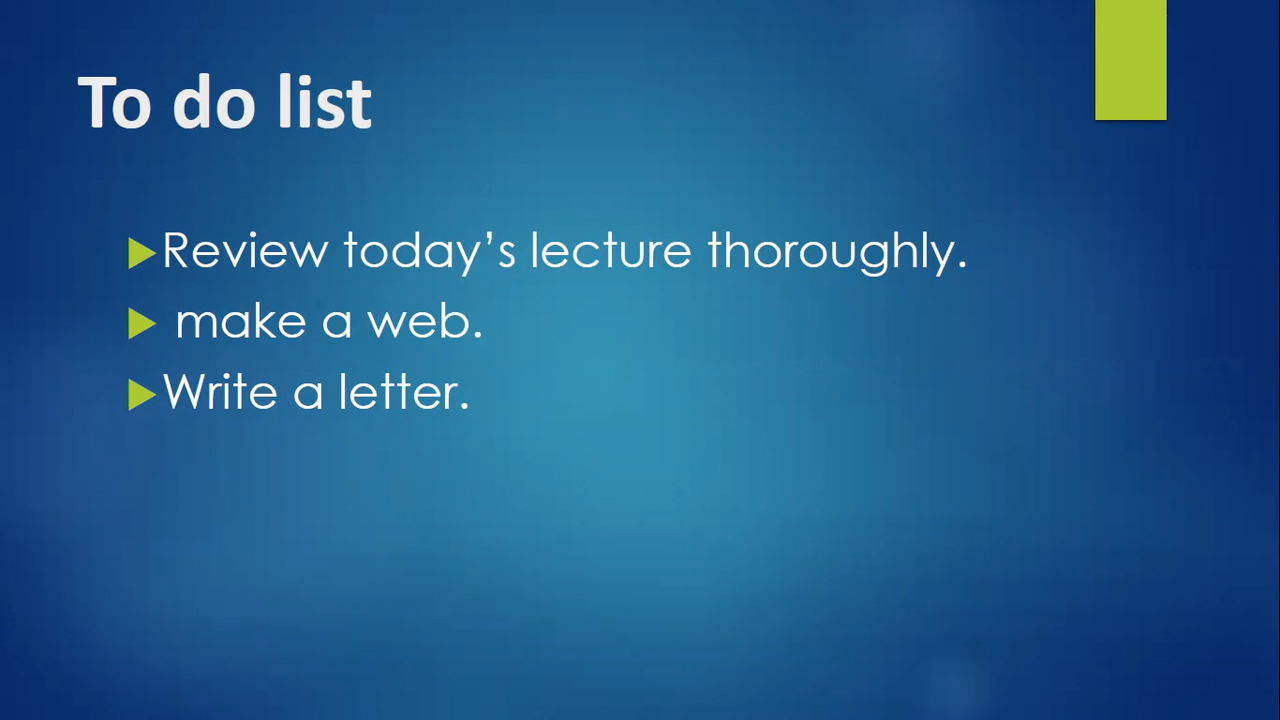 To do list
Review today’s lecture thoroughly.
make a web.
Write a letter.